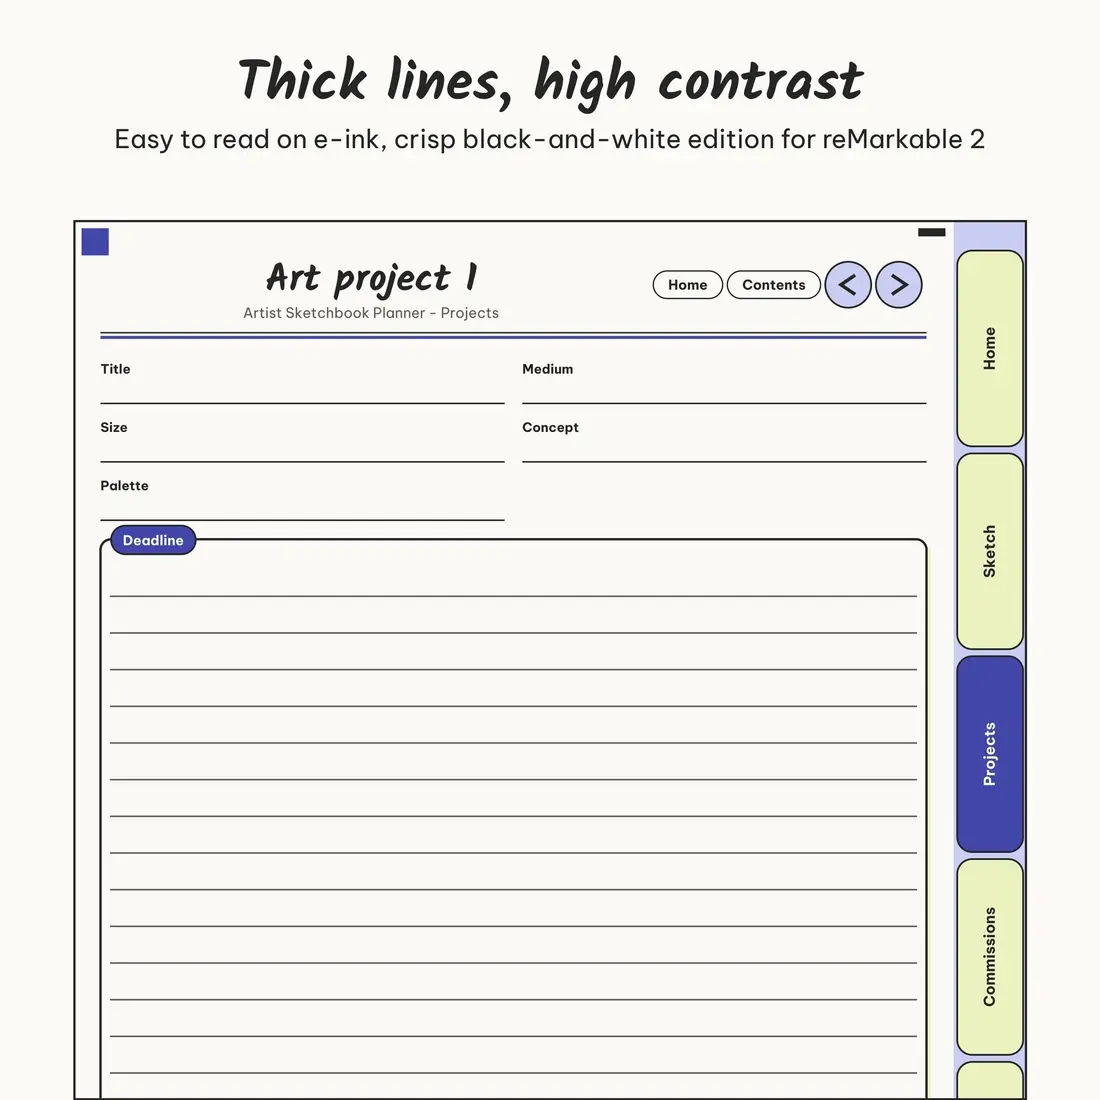 Thick lines, high contrast
Easy to read on e-ink, crisp black-and-white edition for reMarkable 2
Art project 1
Artist Sketchbook Planner - Projects
Home
Contents
<
>
Title
Medium
Size
Concept
Palette
Deadline
Home
Sketch
Projects
Commissions